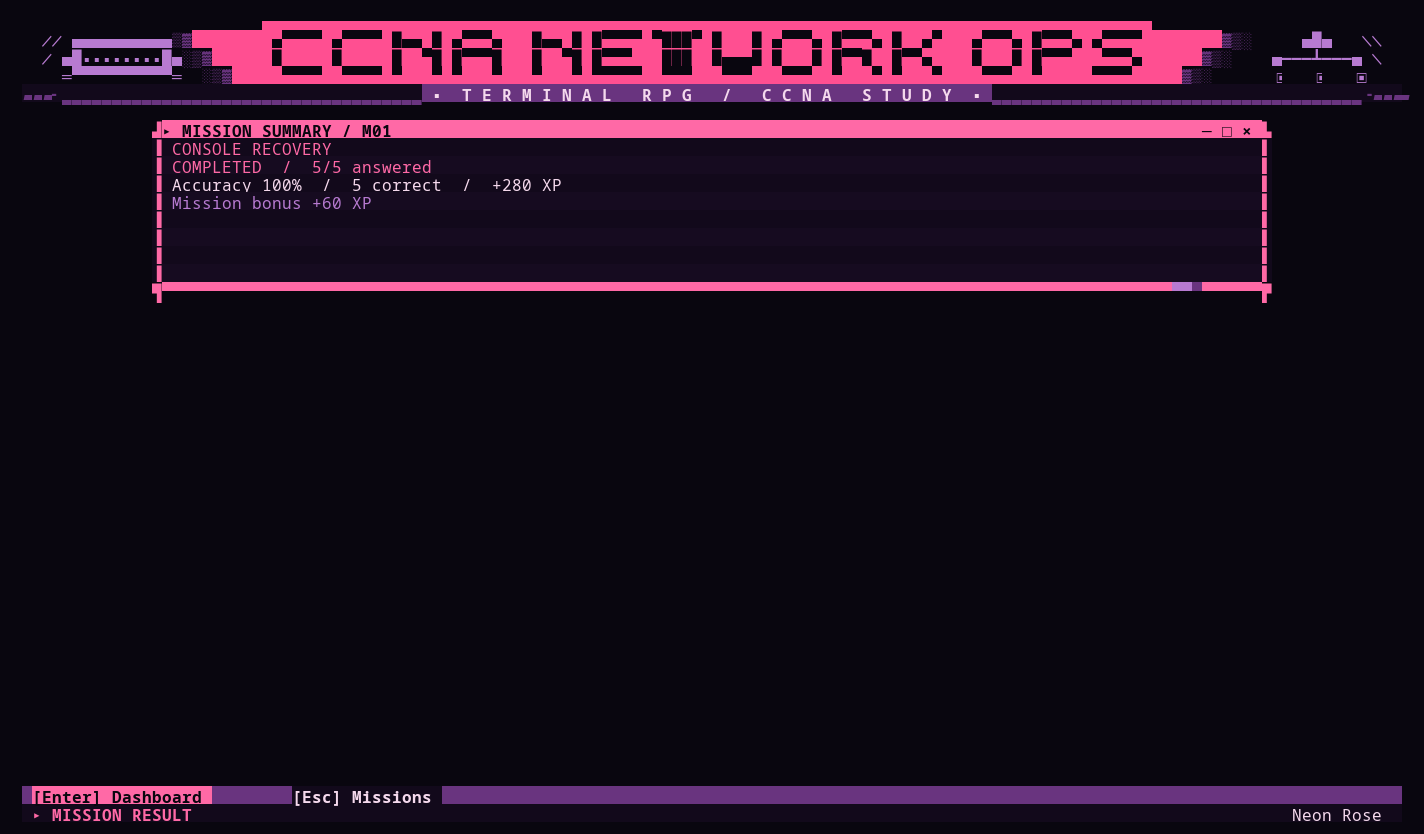 CCNA NETWORK OPS
▪ TERMINAL RPG / CCNA STUDY ▪
▸ MISSION SUMMARY / M01 — □ ×
CONSOLE RECOVERY
COMPLETED / 5/5 answered
Accuracy 100% / 5 correct / +280 XP
Mission bonus +60 XP
[Enter] Dashboard [Esc] Missions
▸ MISSION RESULT Neon Rose